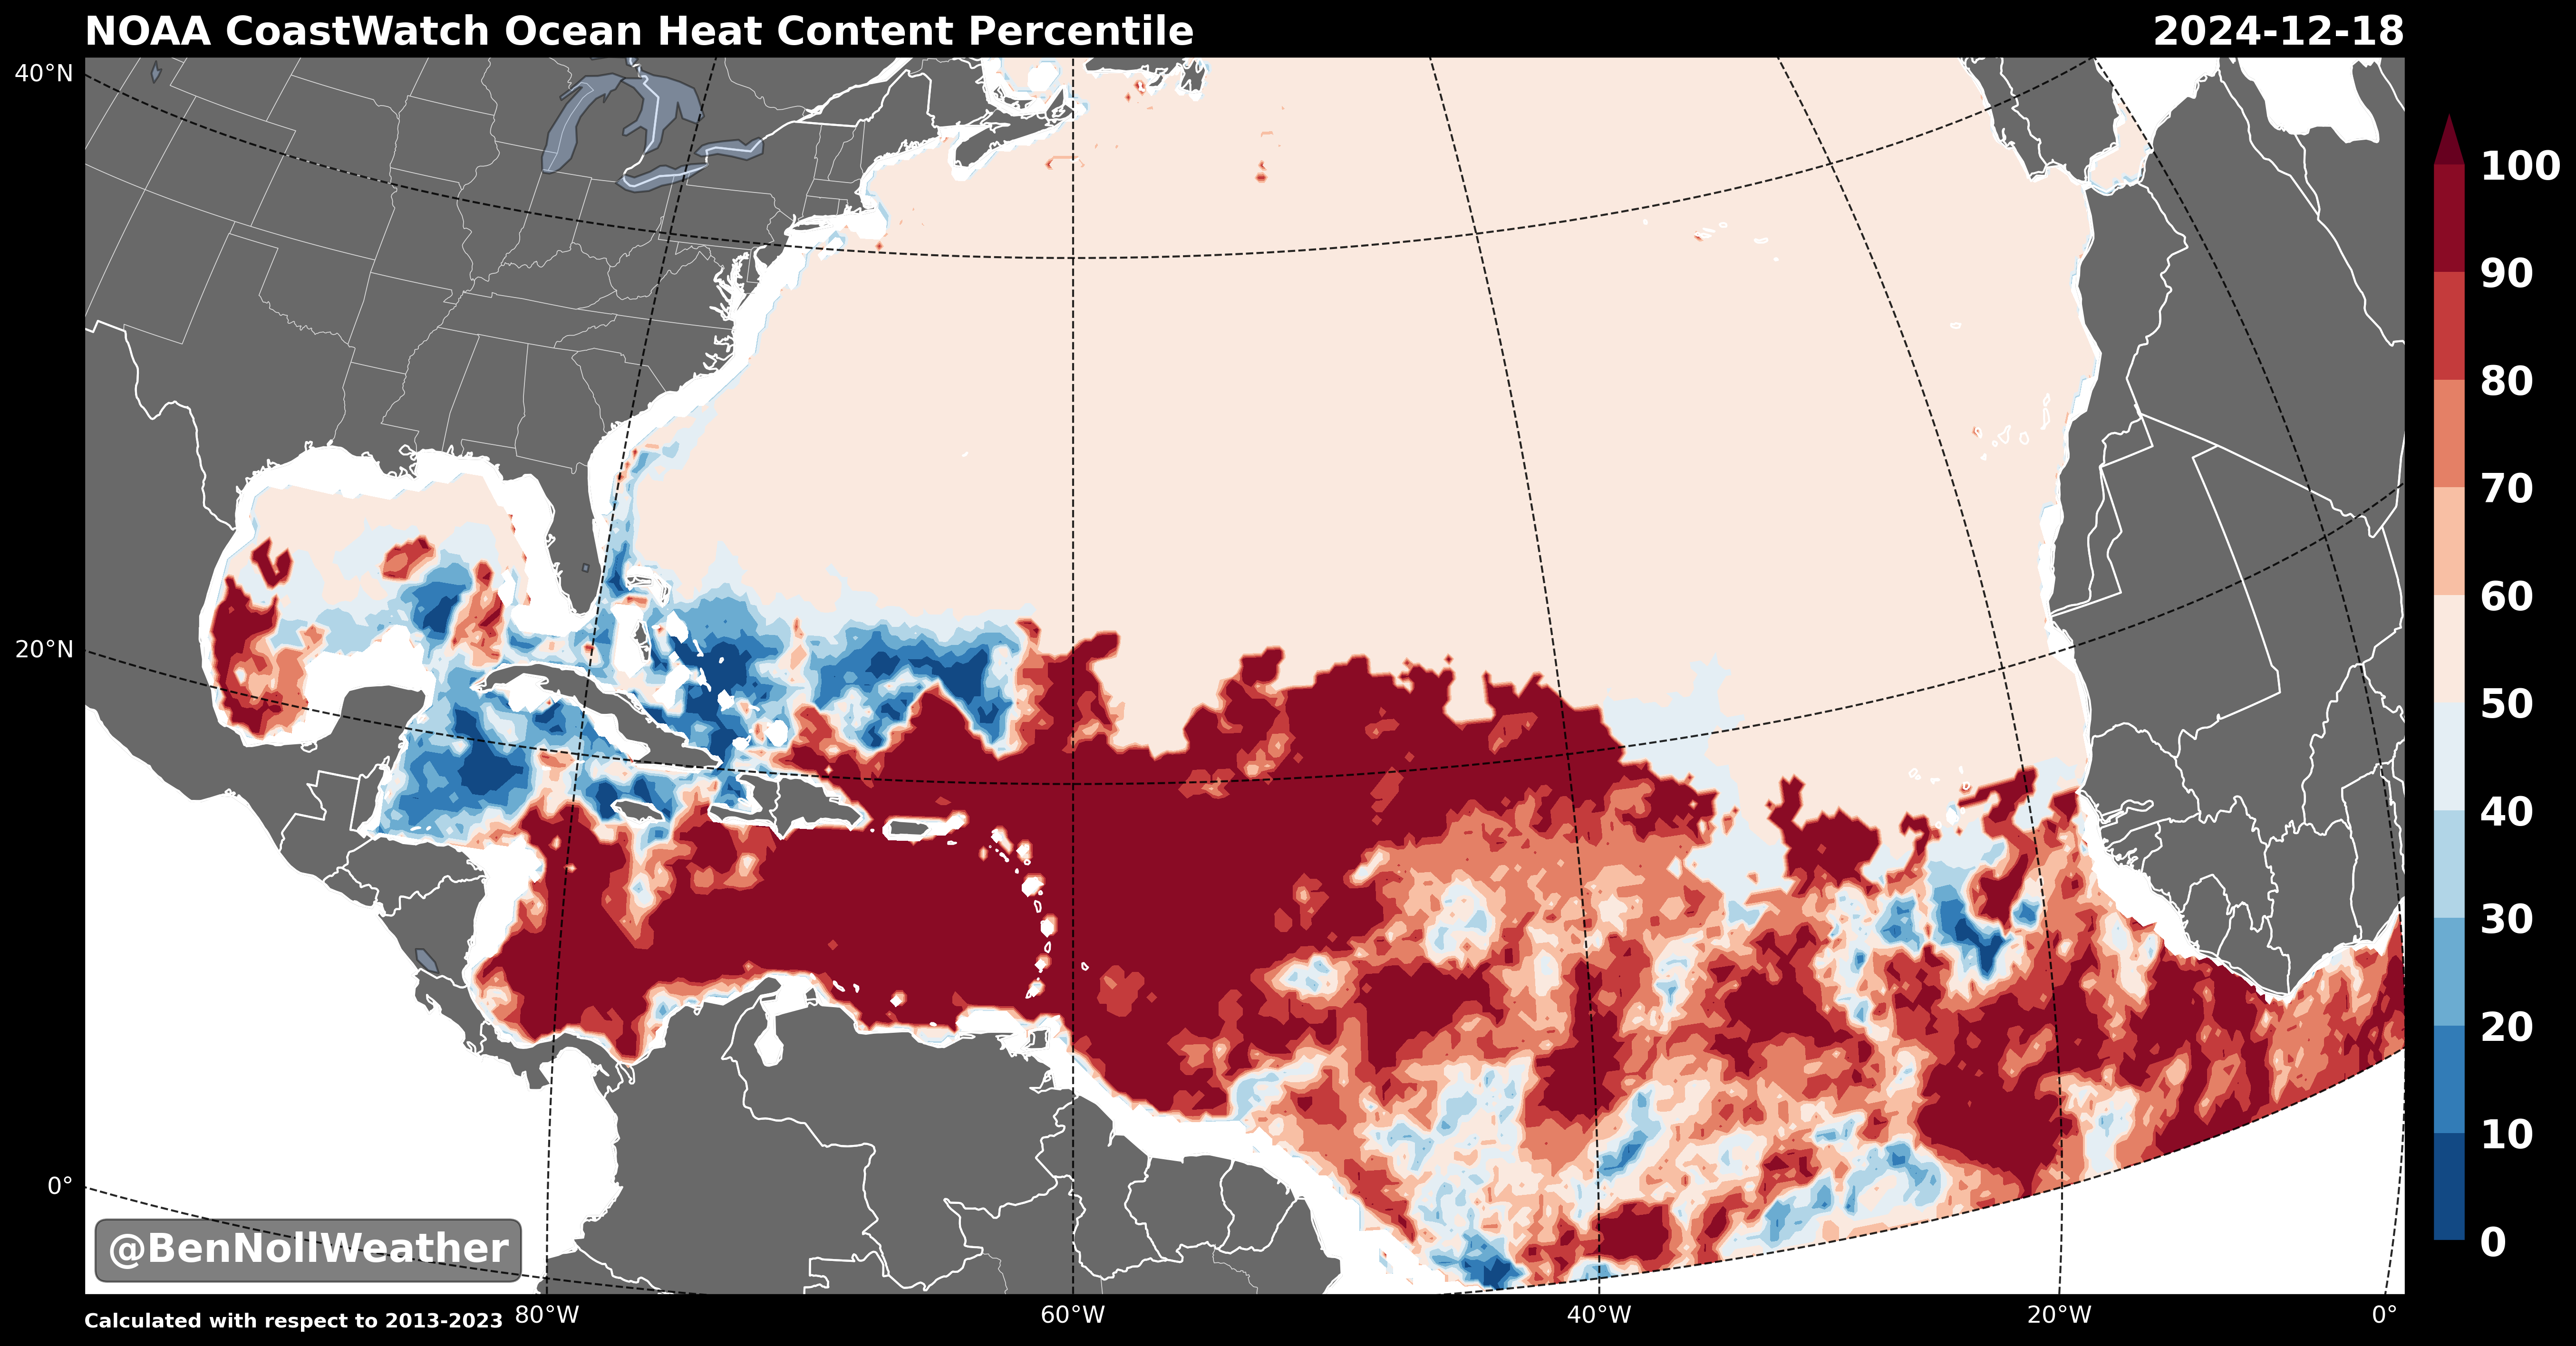 NOAA CoastWatch Ocean Heat Content Percentile
2024-12-18
40°N
20°N
0°
100
90
80
70
60
50
40
30
20
10
0
@BenNollWeather
Calculated with respect to 2013-2023
80°W
60°W
40°W
20°W
0°